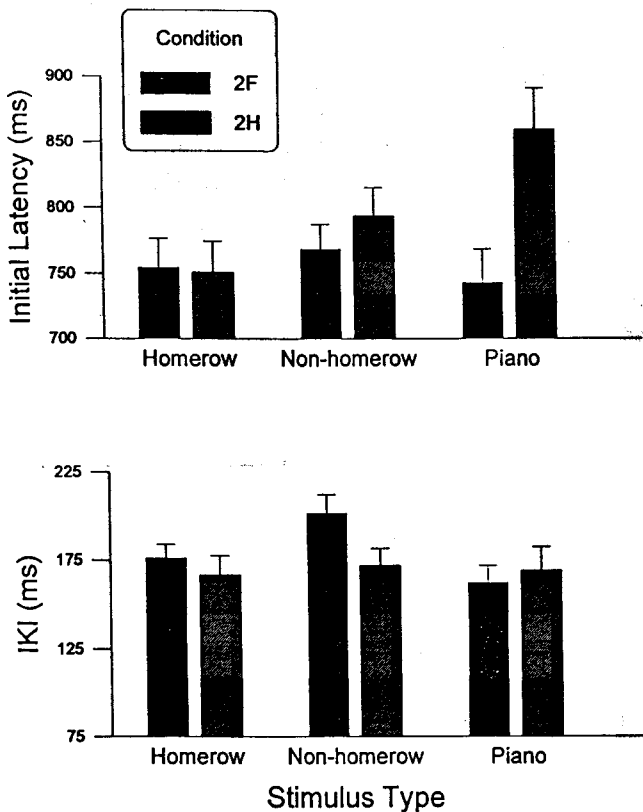 Condition
2F
2H
Initial Latency (ms)
900
850
800
750
700
Homerow Non-homerow Piano
IKI (ms)
225
175
125
75
Homerow Non-homerow Piano
Stimulus Type